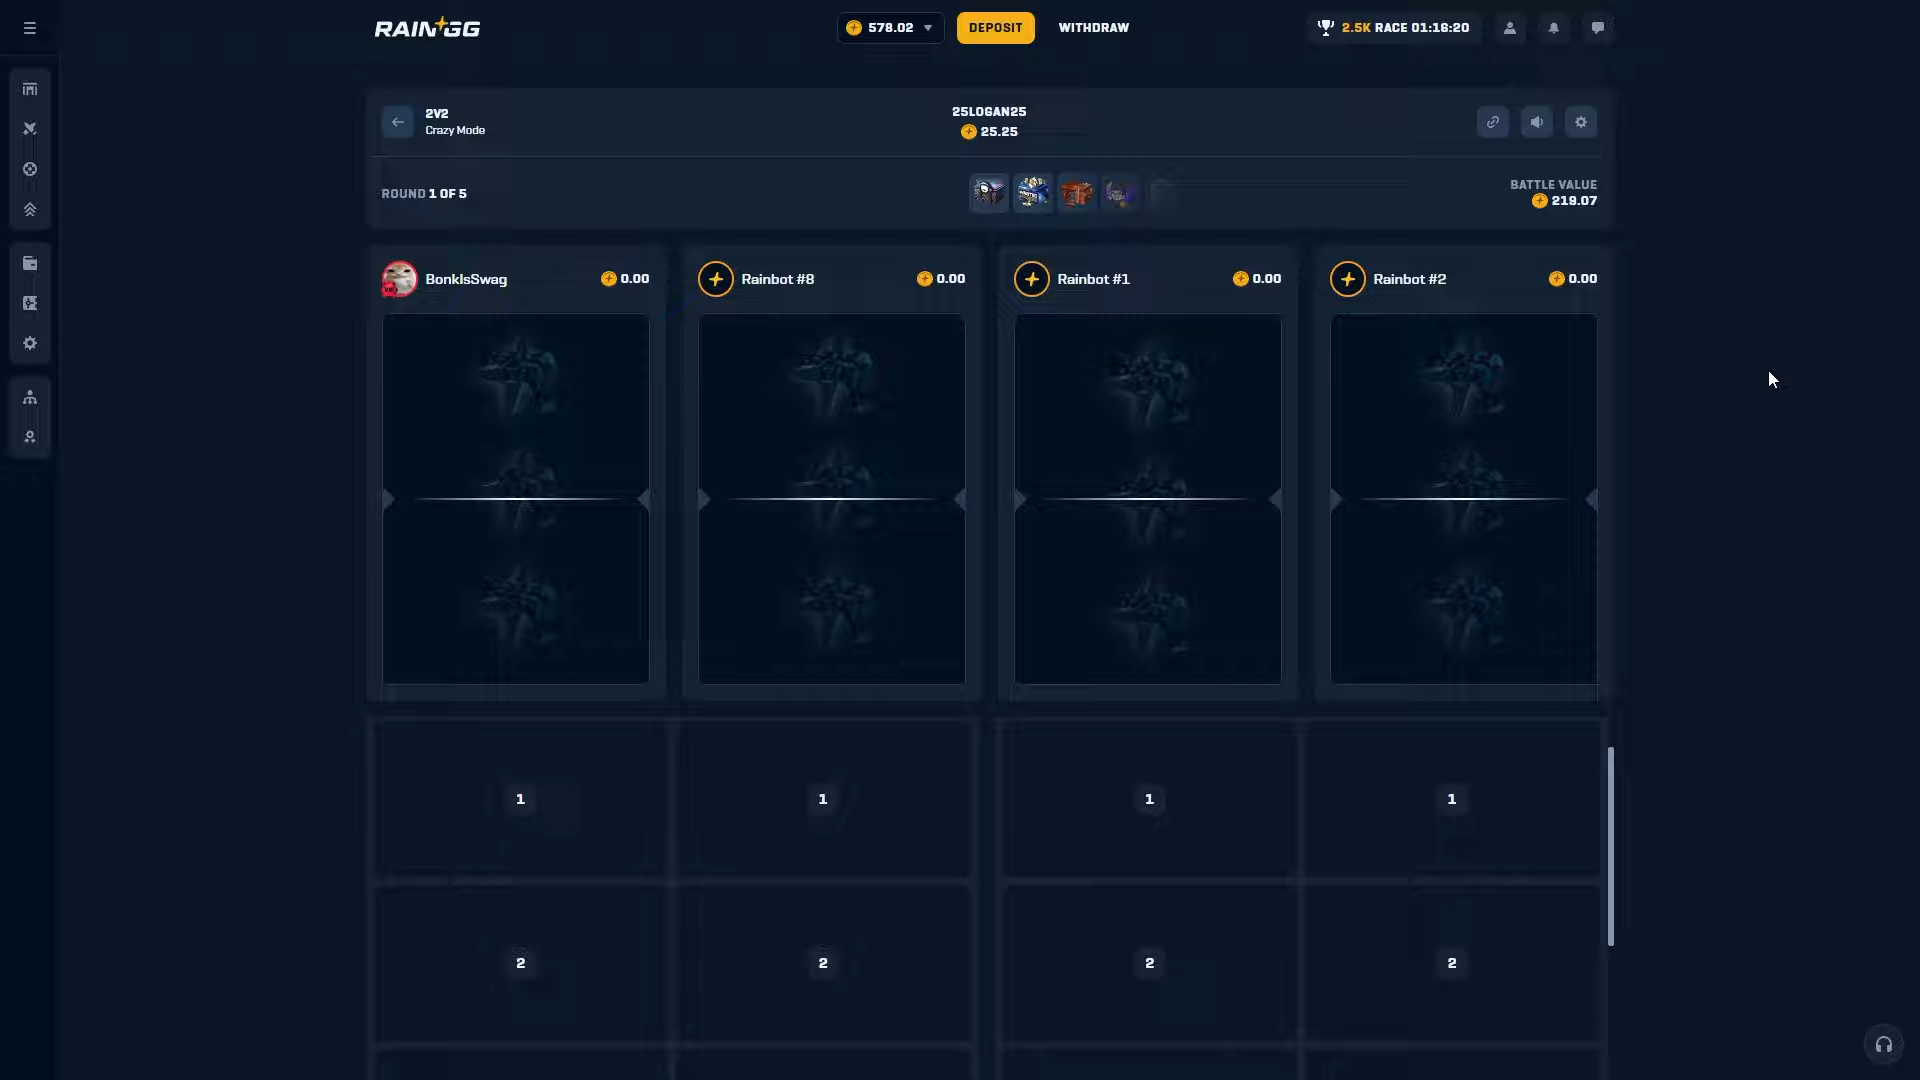 RAIN GG
578.02
DEPOSIT
WITHDRAW
2.5K RACE 01:16:20
2V2
Crazy Mode
25LOGAN25
25.25
ROUND 1 OF 5
BATTLE VALUE
219.07
BonkIsSwag
0.00
Rainbot #8
0.00
Rainbot #1
0.00
Rainbot #2
0.00
1
1
1
1
2
2
2
2